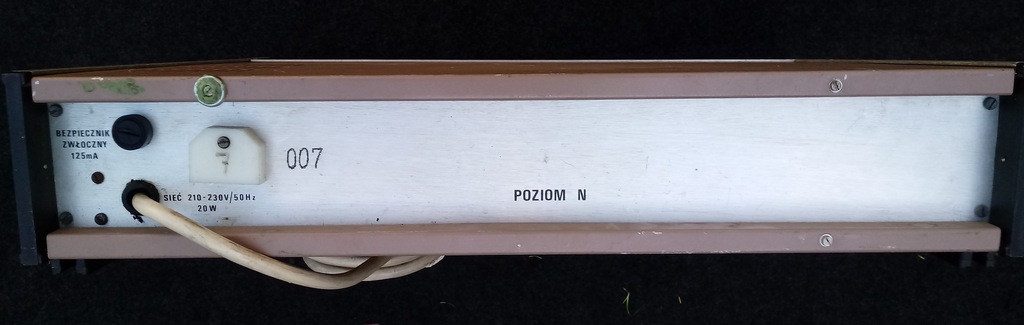 BEZPIECZNIK
ZWŁOCZNY
125mA
007
SIEĆ 210-230V/50Hz
20W
POZIOM N